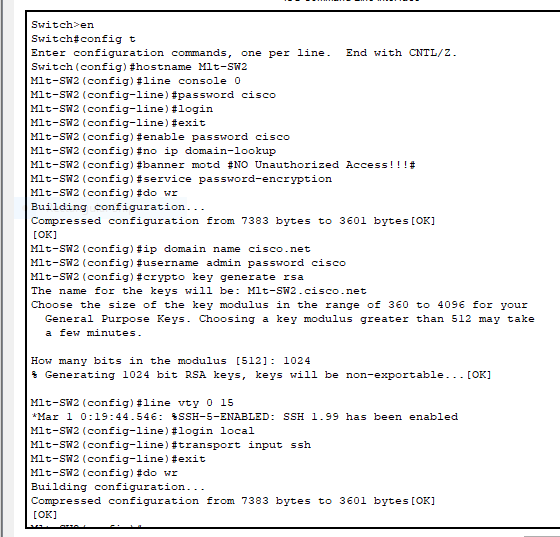 Switch>en
Switch#config t
Enter configuration commands, one per line.  End with CNTL/Z.
Switch(config)#hostname Mlt-SW2
Mlt-SW2(config)#line console 0
Mlt-SW2(config-line)#password cisco
Mlt-SW2(config-line)#login
Mlt-SW2(config-line)#exit
Mlt-SW2(config)#enable password cisco
Mlt-SW2(config)#no ip domain-lookup
Mlt-SW2(config)#banner motd #NO Unauthorized Access!!!#
Mlt-SW2(config)#service password-encryption
Mlt-SW2(config)#do wr
Building configuration...
Compressed configuration from 7383 bytes to 3601 bytes[OK]
[OK]
Mlt-SW2(config)#ip domain name cisco.net
Mlt-SW2(config)#username admin password cisco
Mlt-SW2(config)#crypto key generate rsa
The name for the keys will be: Mlt-SW2.cisco.net
Choose the size of the key modulus in the range of 360 to 4096 for your
  General Purpose Keys. Choosing a key modulus greater than 512 may take
  a few minutes.
How many bits in the modulus [512]: 1024
% Generating 1024 bit RSA keys, keys will be non-exportable...[OK]
Mlt-SW2(config)#line vty 0 15
*Mar 1 0:19:44.546: %SSH-5-ENABLED: SSH 1.99 has been enabled
Mlt-SW2(config-line)#login local
Mlt-SW2(config-line)#transport input ssh
Mlt-SW2(config-line)#exit
Mlt-SW2(config)#do wr
Building configuration...
Compressed configuration from 7383 bytes to 3601 bytes[OK]
[OK]